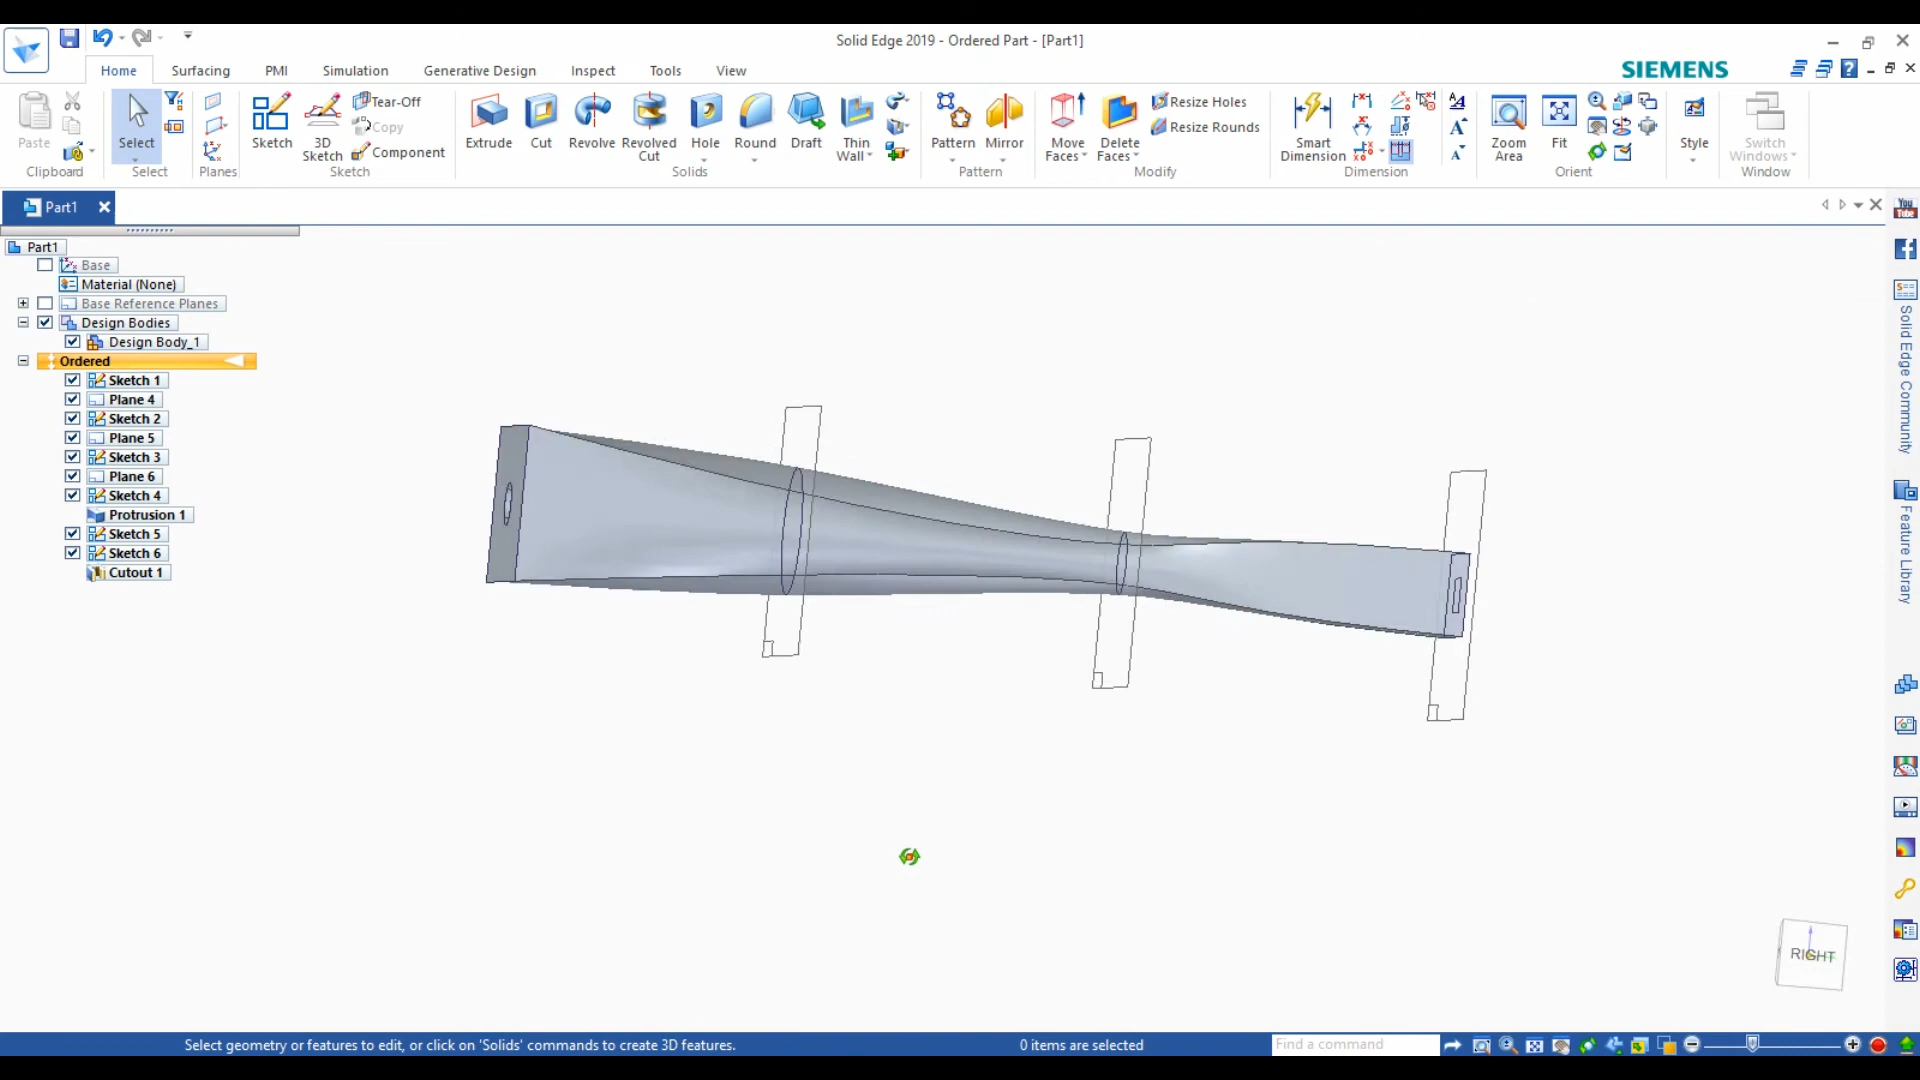 Solid Edge 2019 - Ordered Part - [Part1]
Home Surfacing PMI Simulation Generative Design Inspect Tools View
SIEMENS
Paste
Clipboard
Select
Select
Planes
Sketch
3D Sketch
Tear-Off
Copy
Component
Sketch
Extrude
Cut
Revolve
Revolved Cut
Hole
Round
Draft
Thin Wall
Solids
Pattern
Mirror
Pattern
Move Faces
Delete Faces
Resize Holes
Resize Rounds
Modify
Smart Dimension
Dimension
Zoom Area
Fit
Orient
Style
Switch Windows
Window
Part1
You Tube
Part1
Base
Material (None)
Base Reference Planes
Design Bodies
Design Body_1
Ordered
Sketch 1
Plane 4
Sketch 2
Plane 5
Sketch 3
Plane 6
Sketch 4
Protrusion 1
Sketch 5
Sketch 6
Cutout 1
Solid Edge Community
Feature Library
RIGHT
Select geometry or features to edit, or click on 'Solids' commands to create 3D features.
0 items are selected
Find a command